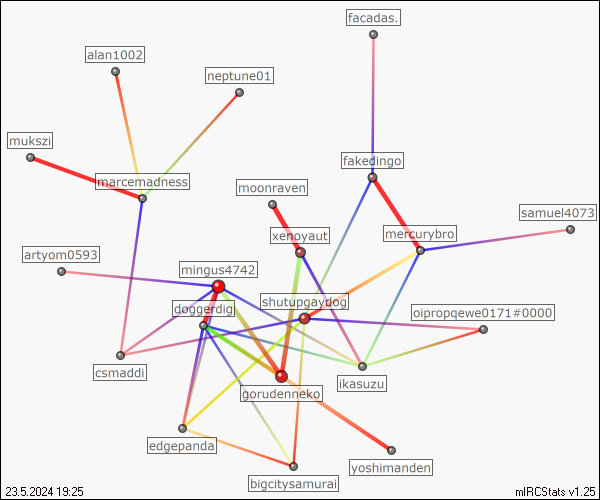 facadas.
alan1002
neptune01
mukszi
fakedingo
marcemadness
moonraven
samuel4073
xenoyaut
mercurybro
artyom0593
mingus4742
doggerdig
shutupgaydog
oipropqewe0171#0000
csmaddi
ikasuzu
gorudenneko
edgepanda
yoshimanden
bigcitysamurai
23.5.2024 19:25
mIRCStats v1.25